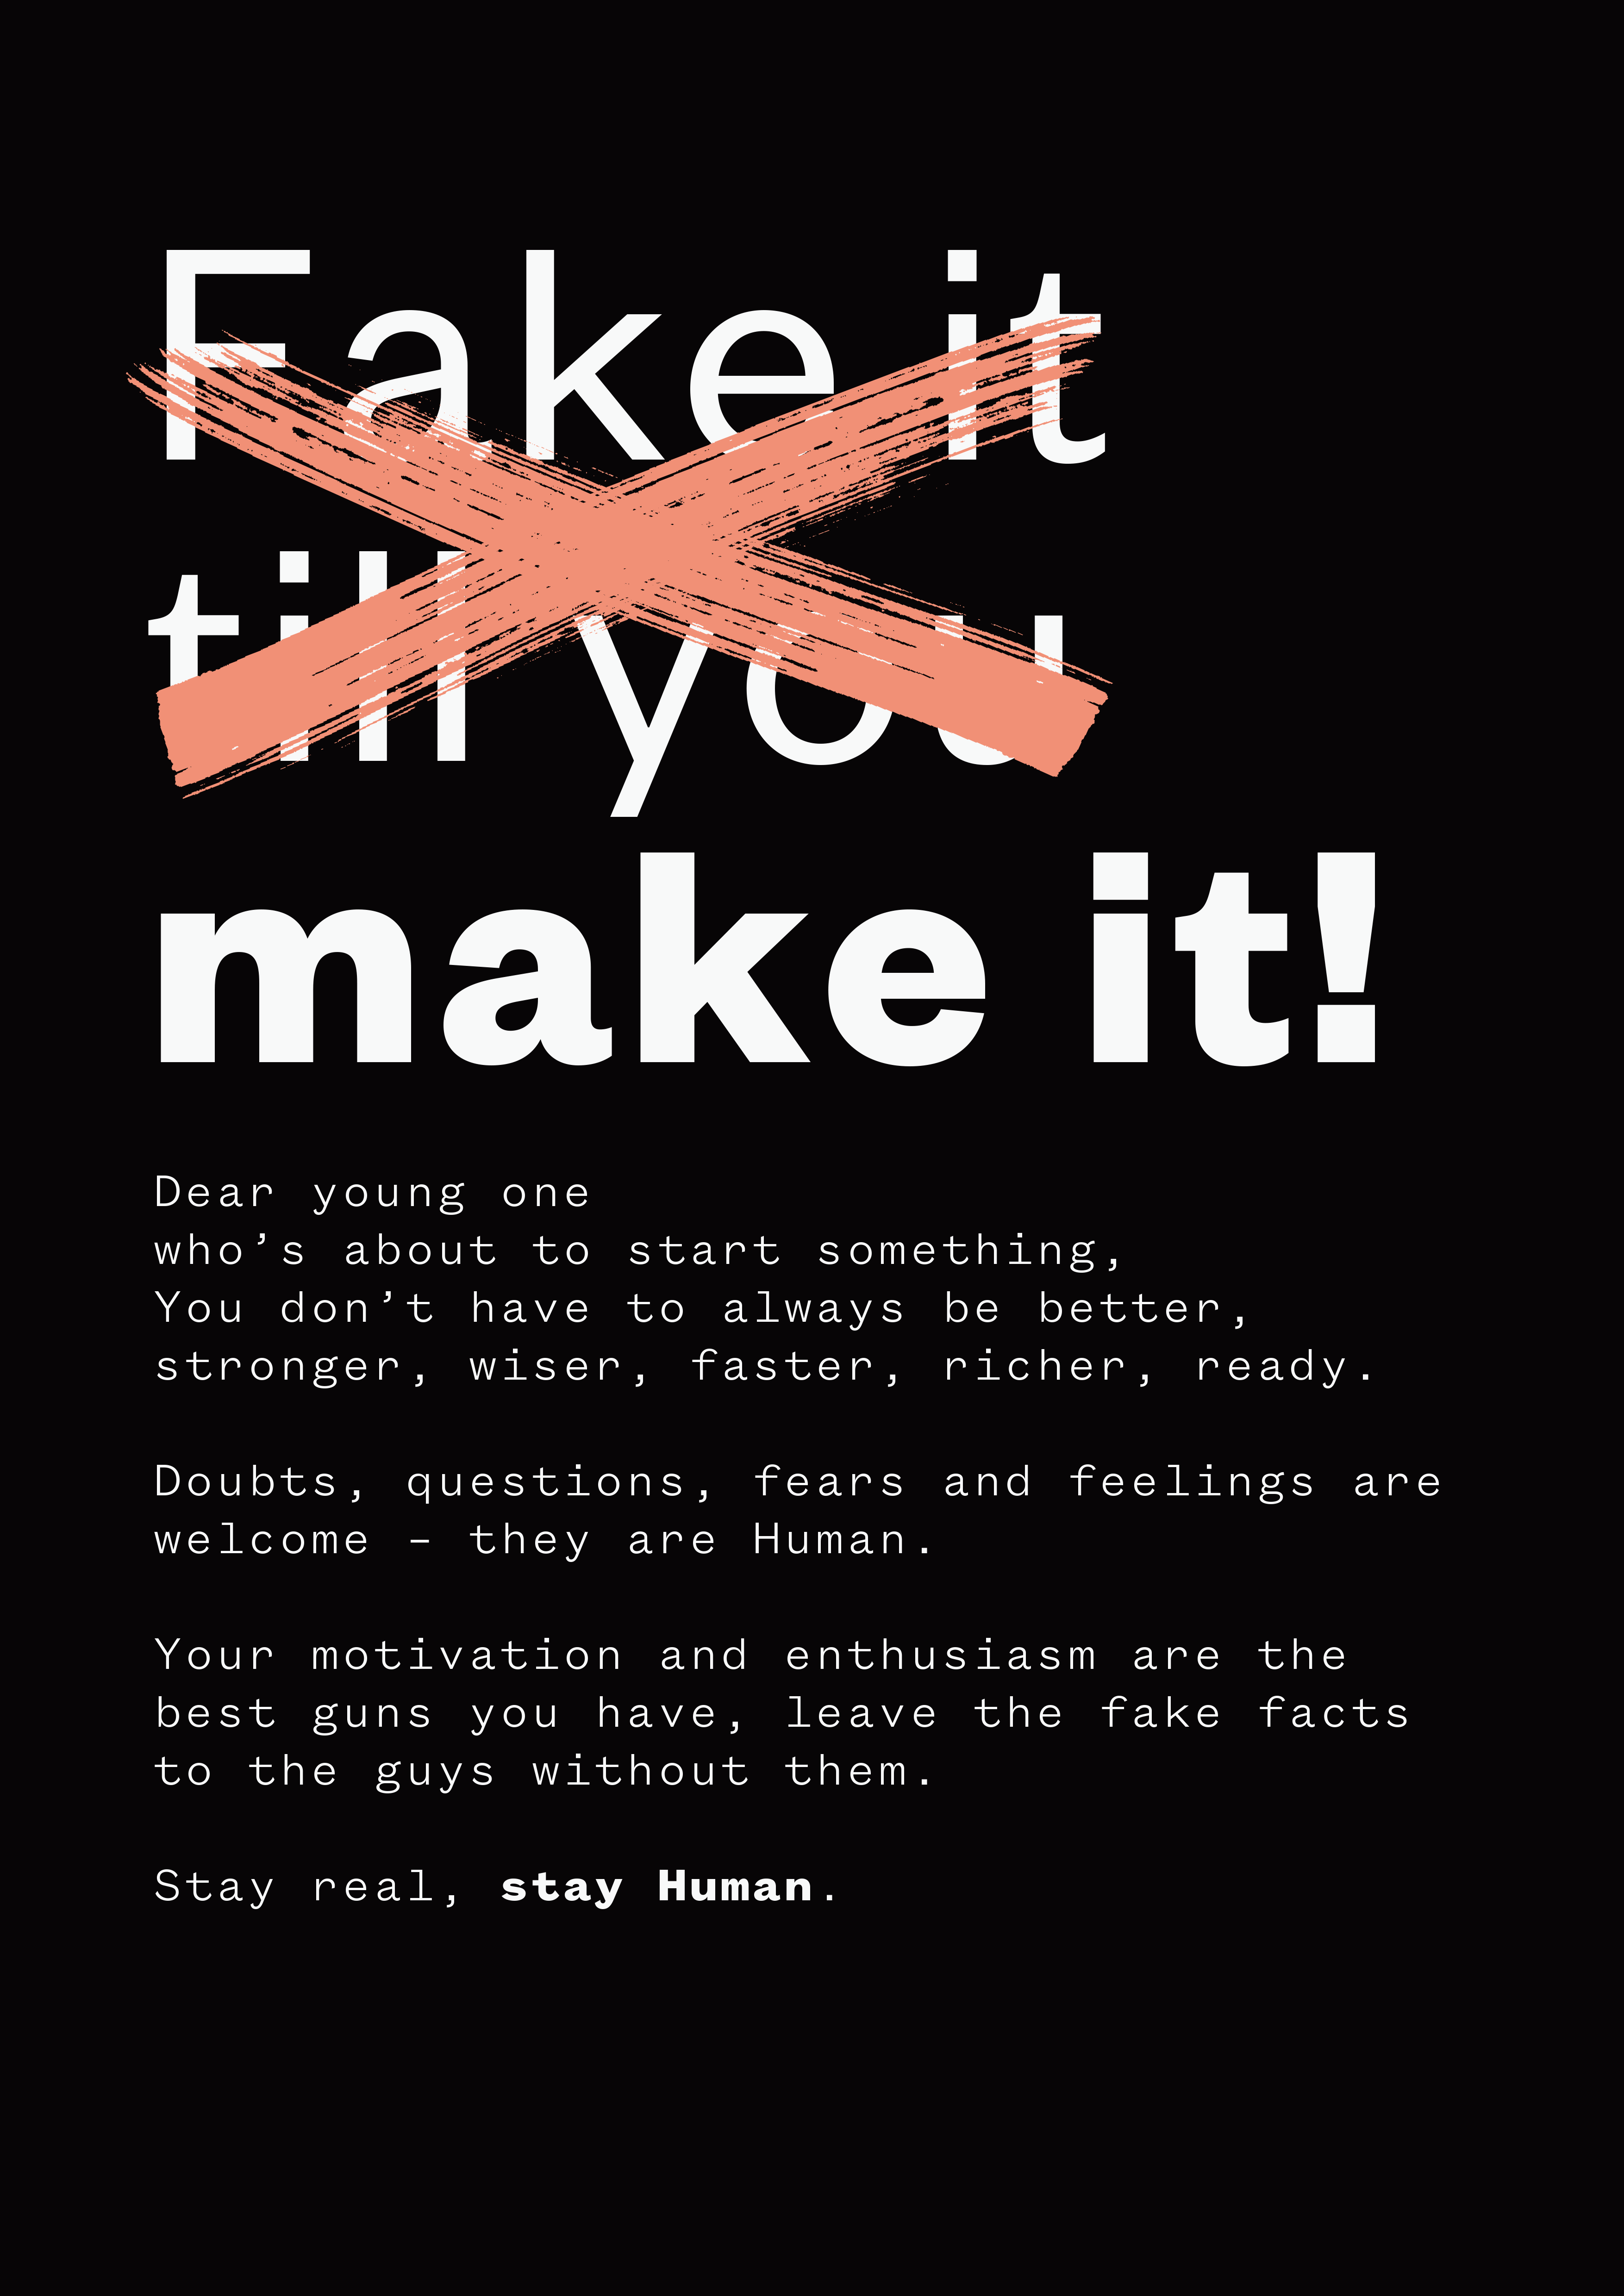 Fake it
till you
make it!
Dear young one
who’s about to start something,
You don’t have to always be better,
stronger, wiser, faster, richer, ready.
Doubts, questions, fears and feelings are
welcome – they are Human.
Your motivation and enthusiasm are the
best guns you have, leave the fake facts
to the guys without them.
Stay real, stay Human.